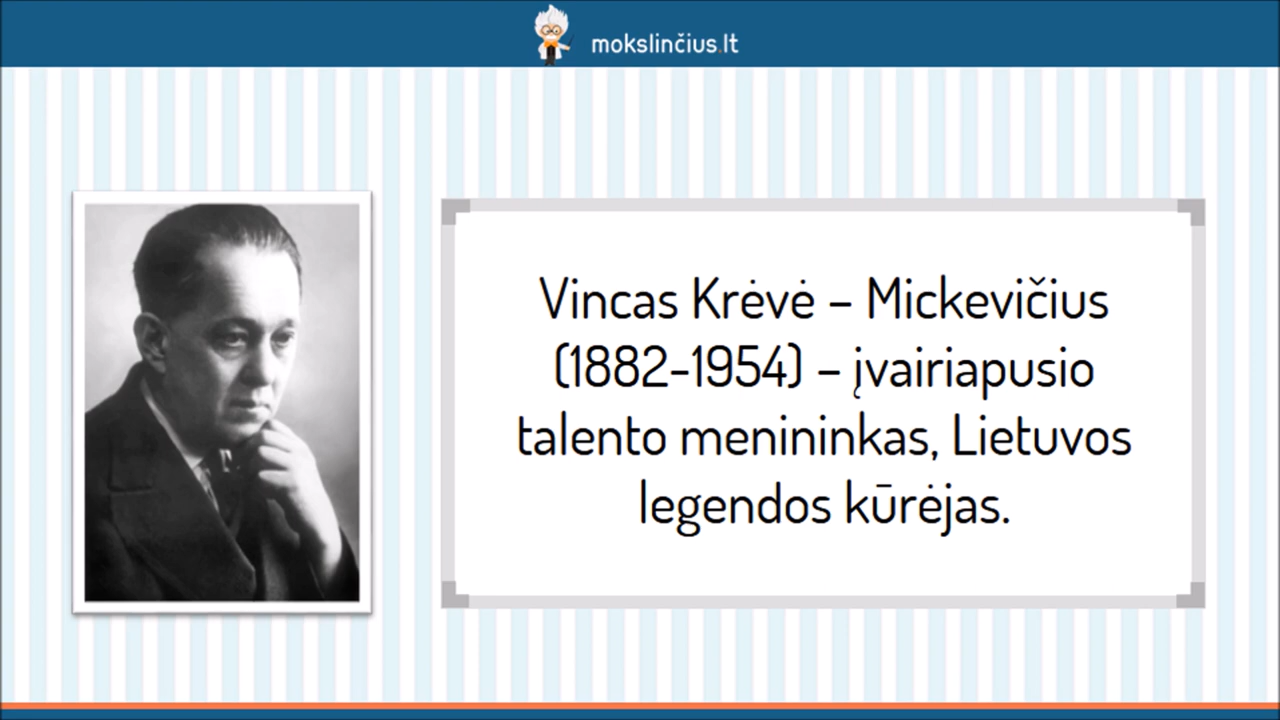 mokslinčius.lt
Vincas Krėvė – Mickevičius
(1882-1954) – įvairiapusio
talento menininkas, Lietuvos
legendos kūrėjas.